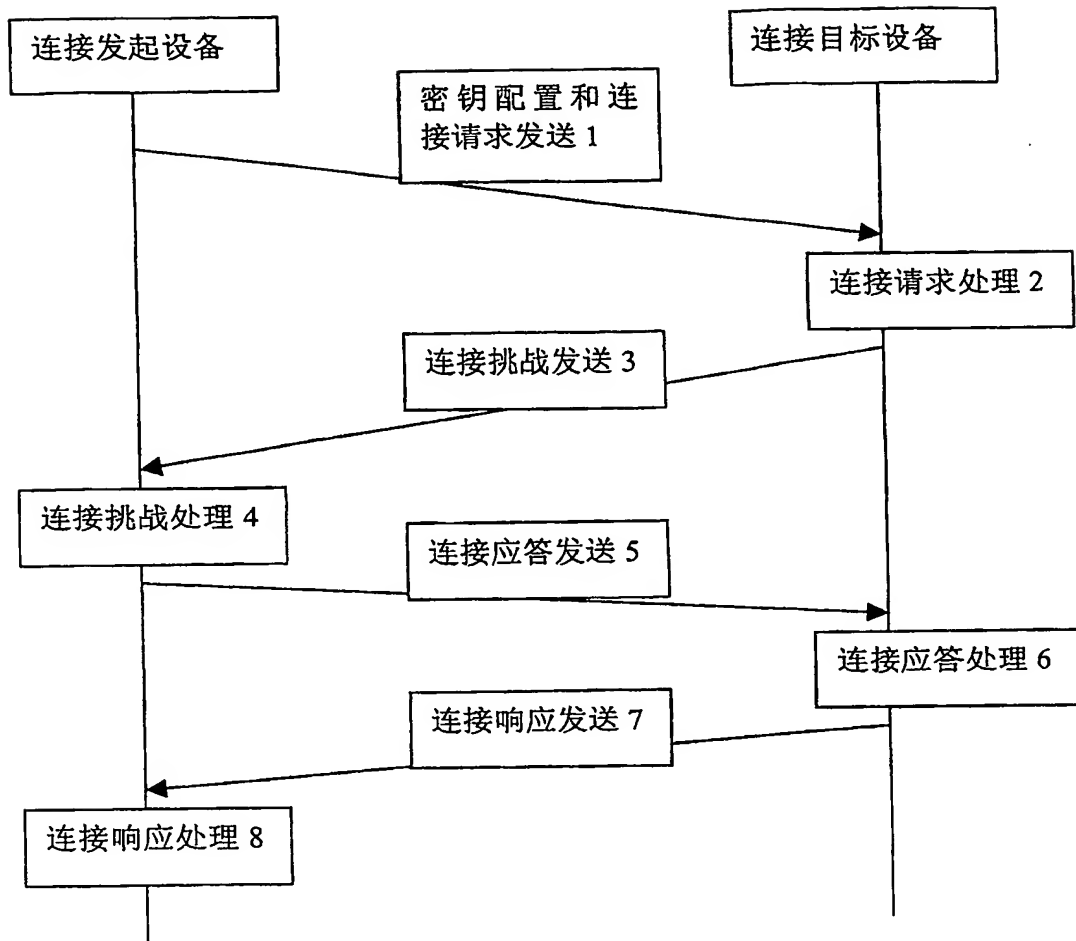 连接发起设备
连接目标设备
密钥配置和连
接请求发送 1
连接请求处理 2
连接挑战发送 3
连接挑战处理 4
连接应答发送 5
连接应答处理 6
连接响应发送 7
连接响应处理 8